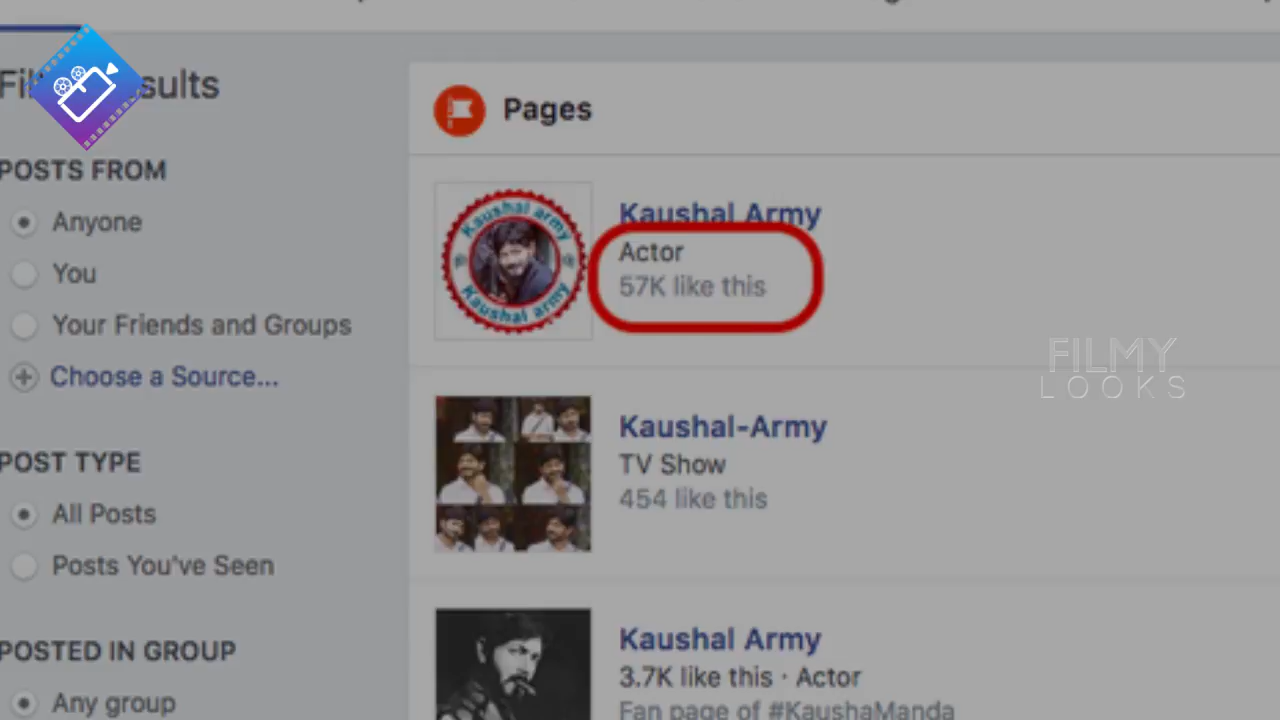 Filter Results
POSTS FROM
Anyone
You
Your Friends and Groups
Choose a Source...
POST TYPE
All Posts
Posts You've Seen
POSTED IN GROUP
Any group
Pages
Kaushal army
Kaushal army
Kaushal Army
Actor
57K like this
Kaushal-Army
TV Show
454 like this
Kaushal Army
3.7K like this · Actor
Fan page of #KaushaManda
FILMY
LOOKS